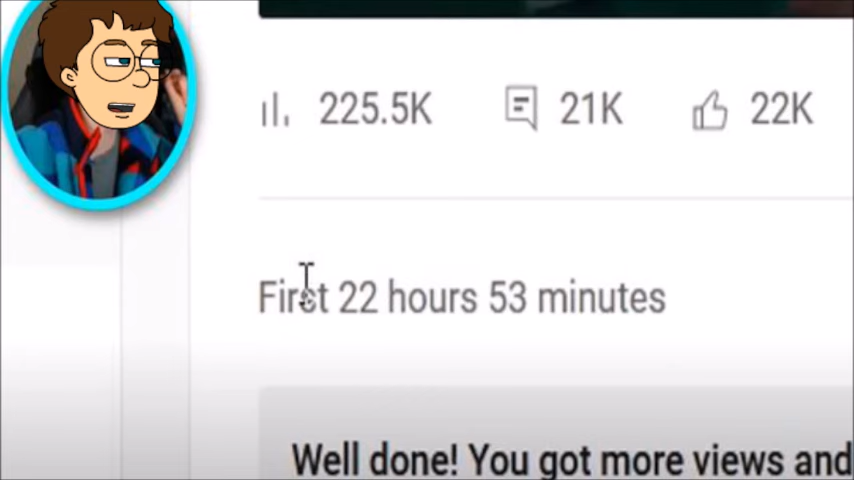 225.5K 21K 22K
First 22 hours 53 minutes
Well done! You got more views and